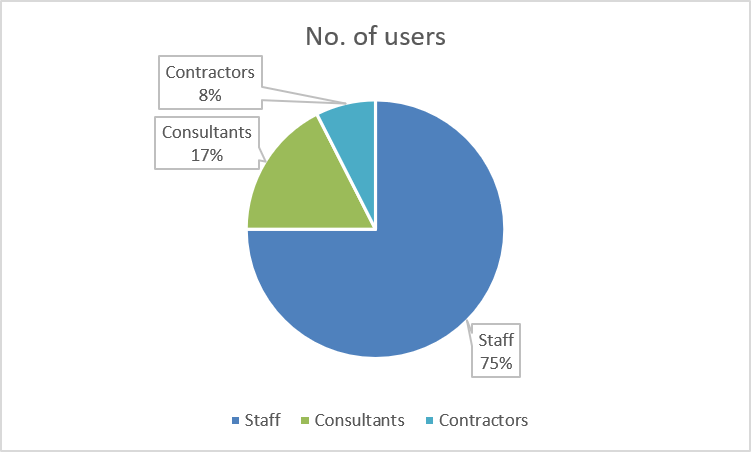 No. of users
Contractors
8%
Consultants
17%
Staff
75%
Staff Consultants Contractors